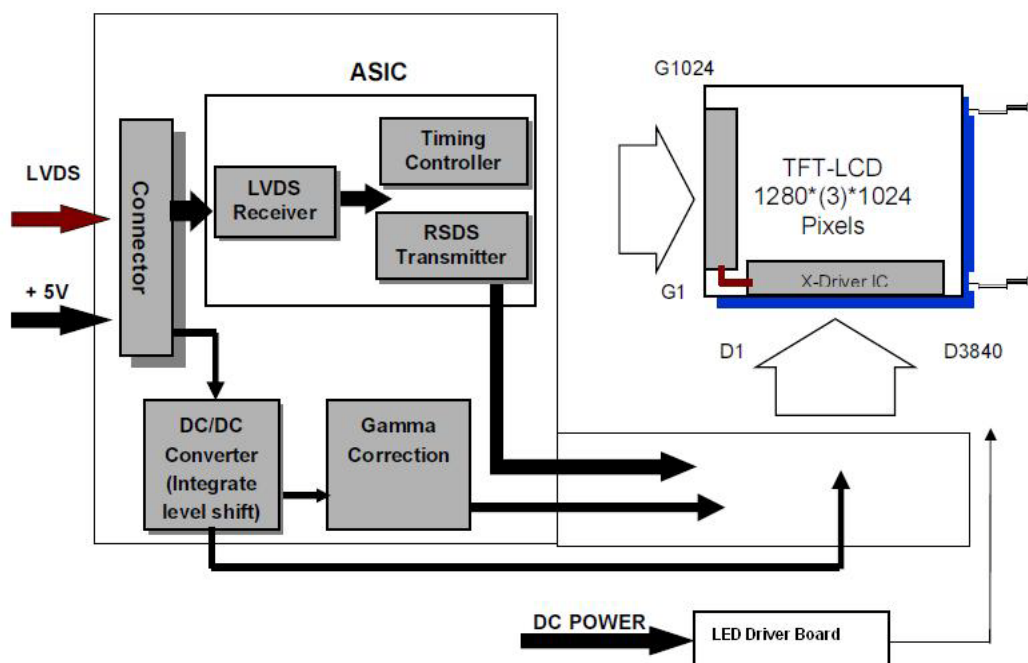 ASIC
G1024
LVDS
Connector
LVDS
Receiver
Timing
Controller
RSDS
Transmitter
TFT-LCD
1280*(3)*1024
Pixels
+ 5V
G1
X-Driver IC
D1
D3840
DC/DC
Converter
(Integrate
level shift)
Gamma
Correction
DC POWER
LED Driver Board